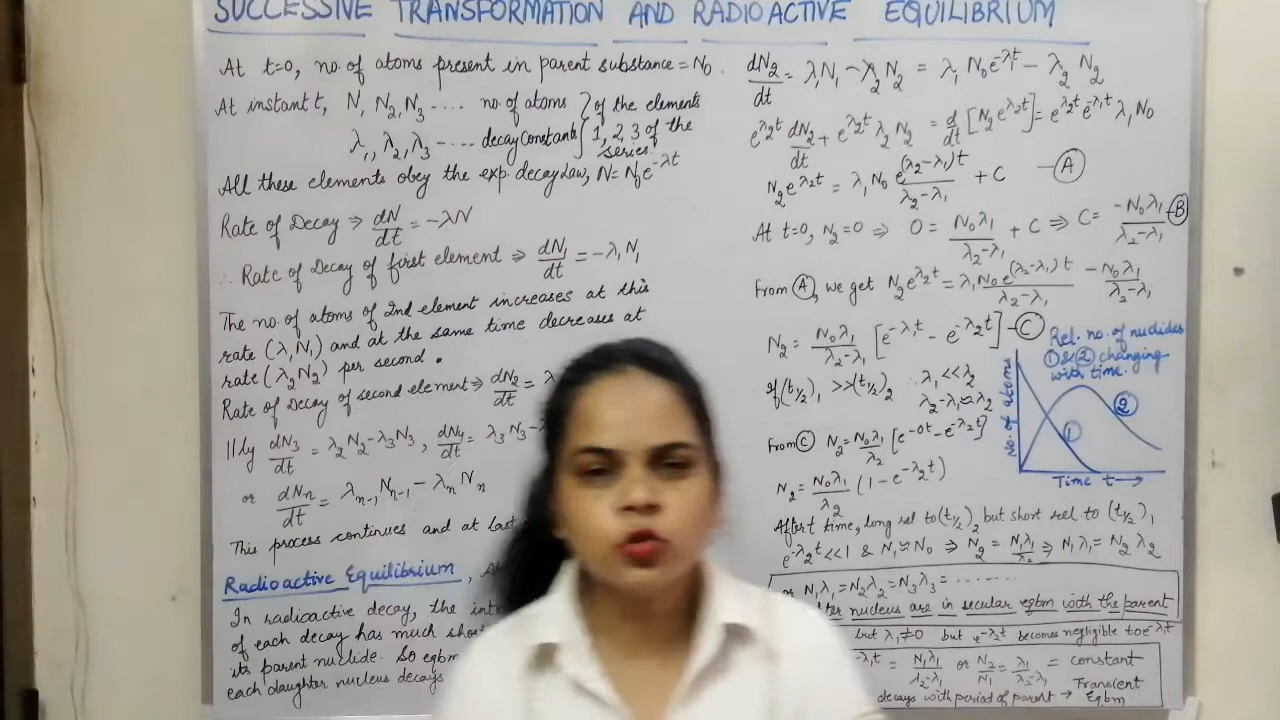 SUCCESSIVE TRANSFORMATION AND RADIOACTIVE EQUILIBRIUM
At t=0, no. of atoms present in parent substance = N₀.
At instant t, N₁, N₂, N₃ ---- no. of atoms } of the elements
λ₁, λ₂, λ₃ ---- decay constants } 1, 2, 3 of the series.
All these elements obey the exp. decay law, N = N₀e^(-λt)
Rate of Decay ⇒ dN/dt = -λN
∴ Rate of Decay of first element ⇒ dN₁/dt = -λ₁N₁
The no. of atoms of 2nd element increases at this
rate (λ₁N₁) and at the same time decreases at
rate (λ₂N₂) per second.
Rate of Decay of second element ⇒ dN₂/dt = λ
||ly dN₃/dt = λ₂N₂ - λ₃N₃, dN₄/dt = λ₃N₃ - λ
or dNₙ/dt = λₙ₋₁Nₙ₋₁ - λₙNₙ
This process continues and at last
Radioactive Equilibrium,
In radioactive decay, the
of each decay has much
its parent nuclide. So eqbm
each daughter nucleus decays
dN₂/dt = λ₁N₁ - λ₂N₂ = λ₁N₀e^(-λ₁t) - λ₂N₂
e^(λ₂t) dN₂/dt + e^(λ₂t) λ₂N₂ = d/dt [N₂e^(λ₂t)] = e^(λ₂t) e^(-λ₁t) λ₁N₀
N₂e^(λ₂t) = λ₁N₀ e^((λ₂-λ₁)t)/(λ₂-λ₁) + C — Ⓐ
At t=0, N₂=0 ⇒ 0 = N₀λ₁/(λ₂-λ₁) + C ⇒ C = -N₀λ₁/(λ₂-λ₁) - Ⓑ
From Ⓐ, we get N₂e^(λ₂t) = λ₁N₀e^((λ₂-λ₁)t)/(λ₂-λ₁) - N₀λ₁/(λ₂-λ₁)
N₂ = N₀λ₁/(λ₂-λ₁) [e^(-λ₁t) - e^(-λ₂t)] - Ⓒ
If (t½)₁ >> (t½)₂ ∴ λ₁ << λ₂
λ₂-λ₁ ≈ λ₂
From Ⓒ N₂ = N₀λ₁/λ₂ [e^(-0t) - e^(-λ₂t)]
N₂ = N₀λ₁/λ₂ (1 - e^(-λ₂t))
Rel. no. of nuclides
① & ② changing
with time.
No. of atoms
①
②
Time t→
After t time, long rel to (t½)₂ but short rel to (t½)₁
e^(-λ₂t) << 1 & N₁ ≈ N₀ ⇒ N₂ = N₁λ₁/λ₂ ⇒ N₁λ₁ = N₂λ₂
or N₁λ₁ = N₂λ₂ = N₃λ₃ = ........
nucleus are in secular eqbm with the parent
but λ₁ ≠ 0 but e^(-λ₂t) becomes negligible to e^(-λ₁t)
-λ₁t = N₁λ₁/(λ₂-λ₁) or N₂/N₁ = λ₁/(λ₂-λ₁) = constant
decays with period of parent → Transient Eqbm